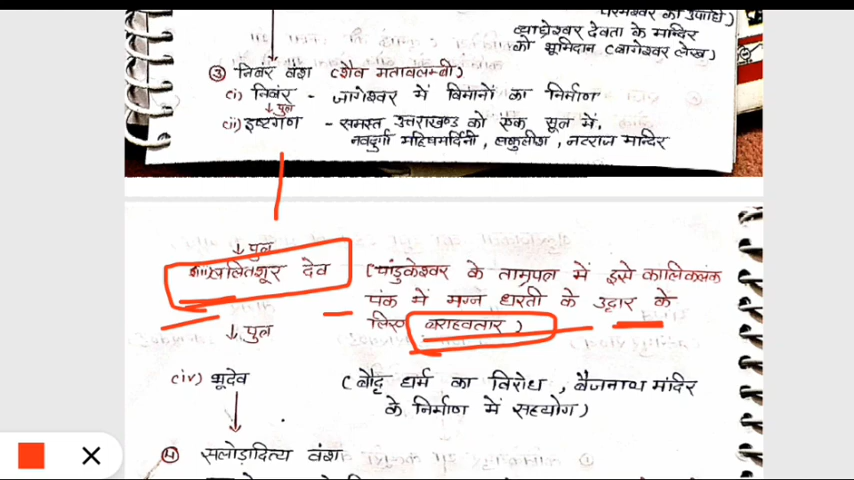 परमेश्वर की उपाधि)
व्याघ्रेश्वर देवता के मन्दिर
को भूमिदान (बागेश्वर लेख)
③ निबंर वंश (शैव मतावलम्बी)
(i) निबंर - जागेश्वर में विमानों का निर्माण
↓ पुत्र
(ii) इष्टगण - समस्त उत्तराखण्ड को एक सूत्र में,
नवदुर्गा महिषमर्दिनी, लकुलीश, नटराज मन्दिर
↓ पुत्र
(iii) ललितशूर देव (पांडुकेश्वर के ताम्रपत्र में इसे कालिकलंक
पंक में मग्न धरती के उद्दार के
लिए बराहवतार)
↓ पुत्र
(iv) भूदेव (बौद्ध धर्म का विरोध, बैजनाथ मंदिर
के निर्माण में सहयोग)
④ सलोड़ादित्य वंश